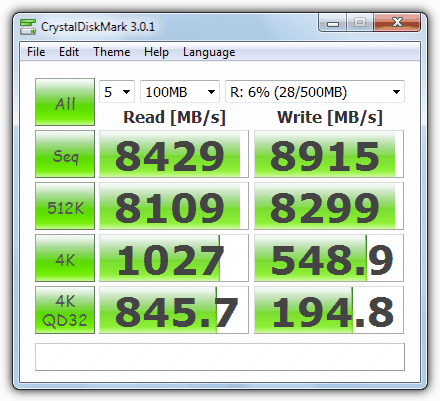 CrystalDiskMark 3.0.1
File Edit Theme Help Language
All 5 100MB R: 6% (28/500MB)
Read [MB/s] Write [MB/s]
Seq 8429 8915
512K 8109 8299
4K 1027 548.9
4K QD32 845.7 194.8